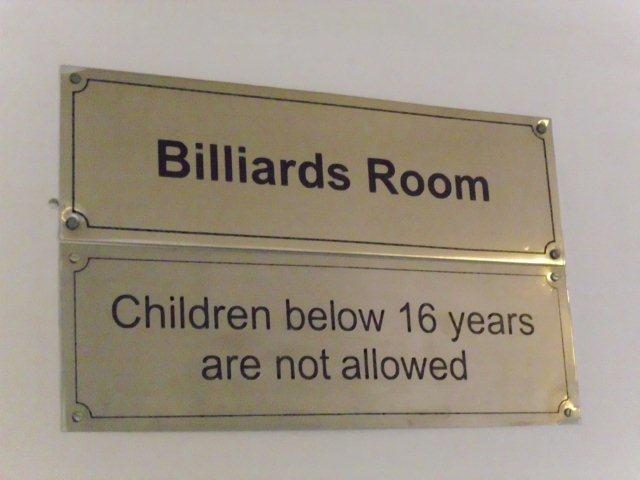 Billiards Room
Children below 16 years
are not allowed